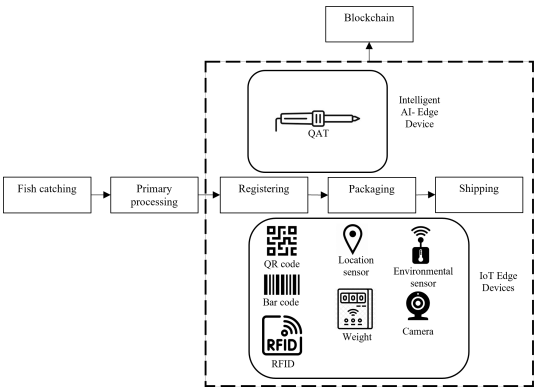 Blockchain
Intelligent
AI- Edge
Device
QAT
Fish catching
Primary
processing
Registering
Packaging
Shipping
QR code
Location
sensor
Environmental
sensor
IoT Edge
Devices
Bar code
000
Weight
Camera
RFID
RFID